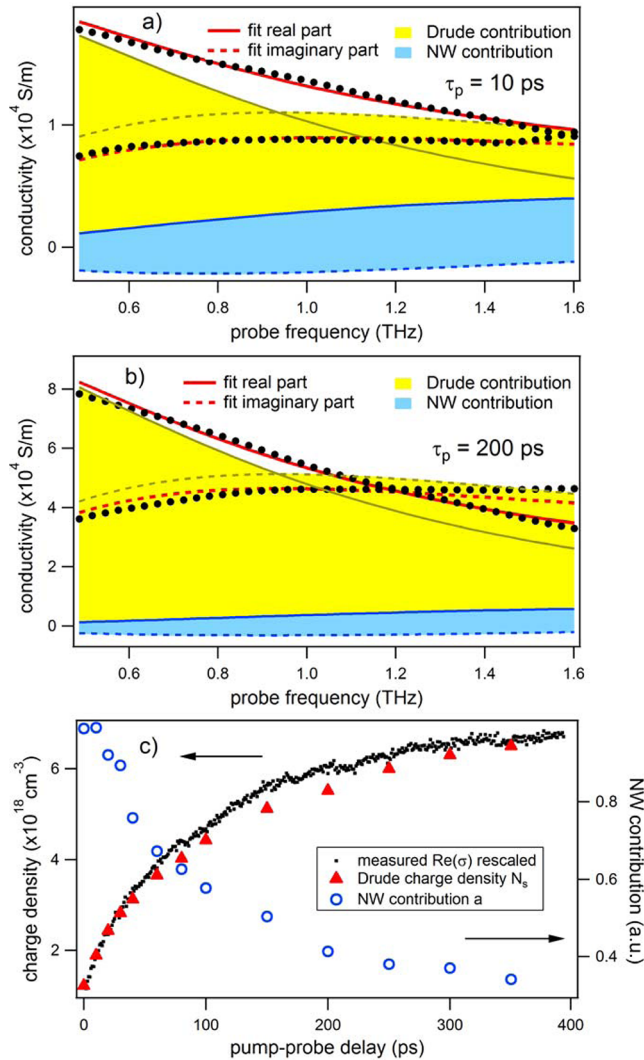 a)
fit real part
Drude contribution
fit imaginary part
NW contribution
τp = 10 ps
conductivity (x10⁴ S/m)
1
0
0.6 0.8 1.0 1.2 1.4 1.6
probe frequency (THz)
b)
fit real part
Drude contribution
fit imaginary part
NW contribution
τp = 200 ps
conductivity (x10⁴ S/m)
8
6
4
2
0
0.6 0.8 1.0 1.2 1.4 1.6
probe frequency (THz)
c)
charge density (x10¹⁸ cm⁻³)
6
4
2
NW contribution (a.u.)
0.8
0.6
0.4
measured Re(σ) rescaled
Drude charge density Ns
NW contribution a
0 100 200 300 400
pump-probe delay (ps)